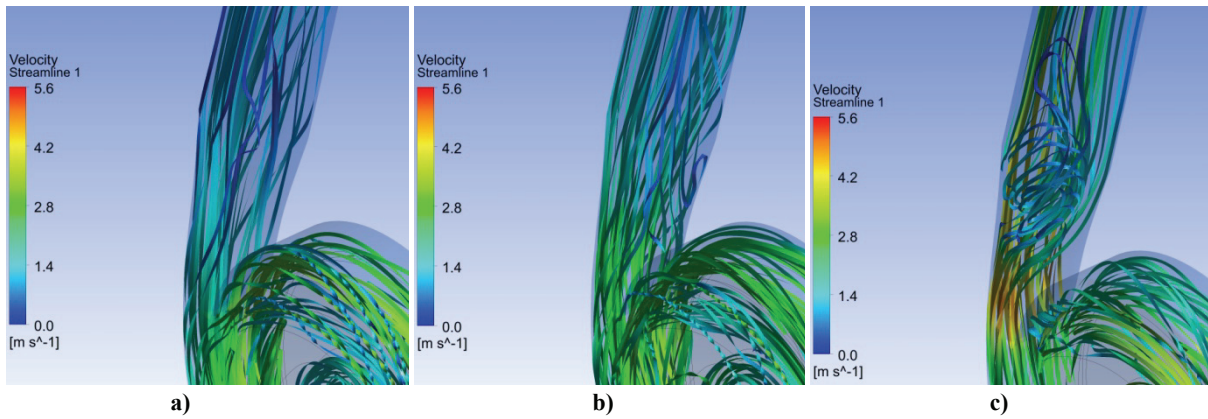 Velocity
Streamline 1
5.6
4.2
2.8
1.4
0.0
[m s^-1]
a)
Velocity
Streamline 1
5.6
4.2
2.8
1.4
0.0
[m s^-1]
b)
Velocity
Streamline 1
5.6
4.2
2.8
1.4
0.0
[m s^-1]
c)